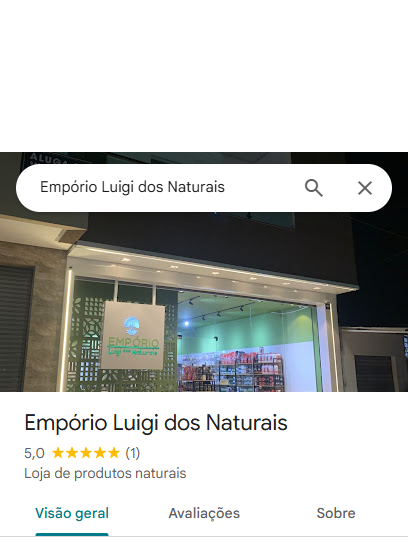 ALUGA
Empório Luigi dos Naturais
EMPÓRIO
Luigi dos Naturais
Empório Luigi dos Naturais
5,0 ★★★★★ (1)
Loja de produtos naturais
Visão geral Avaliações Sobre